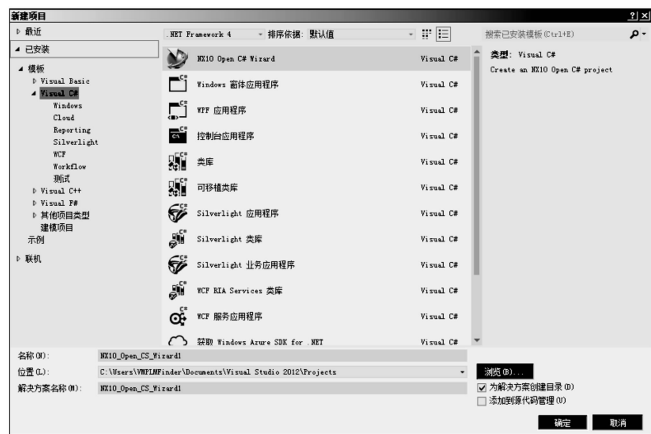 新建项目
? x
▷ 最近
.NET Framework 4
排序依据: 默认值
搜索已安装模板(Ctrl+E)
▲ 已安装
▲ 模板
▷ Visual Basic
▲ Visual C#
Windows
Cloud
Reporting
Silverlight
WCF
Workflow
测试
▷ Visual C++
▷ Visual F#
▷ 其他项目类型
建模项目
示例
▷ 联机
NX10 Open C# Wizard Visual C#
Windows 窗体应用程序 Visual C#
WPF 应用程序 Visual C#
控制台应用程序 Visual C#
类库 Visual C#
可移植类库 Visual C#
Silverlight 应用程序 Visual C#
Silverlight 类库 Visual C#
Silverlight 业务应用程序 Visual C#
WCF RIA Services 类库 Visual C#
WCF 服务应用程序 Visual C#
获取 Windows Azure SDK for .NET Visual C#
类型: Visual C#
Create an NX10 Open C# project
名称(N): NX10_Open_CS_Wizard1
位置(L): C:\Users\VMPLMFinder\Documents\Visual Studio 2012\Projects
浏览(B)...
解决方案名称(M): NX10_Open_CS_Wizard1
为解决方案创建目录(D)
添加到源代码管理(U)
确定 取消